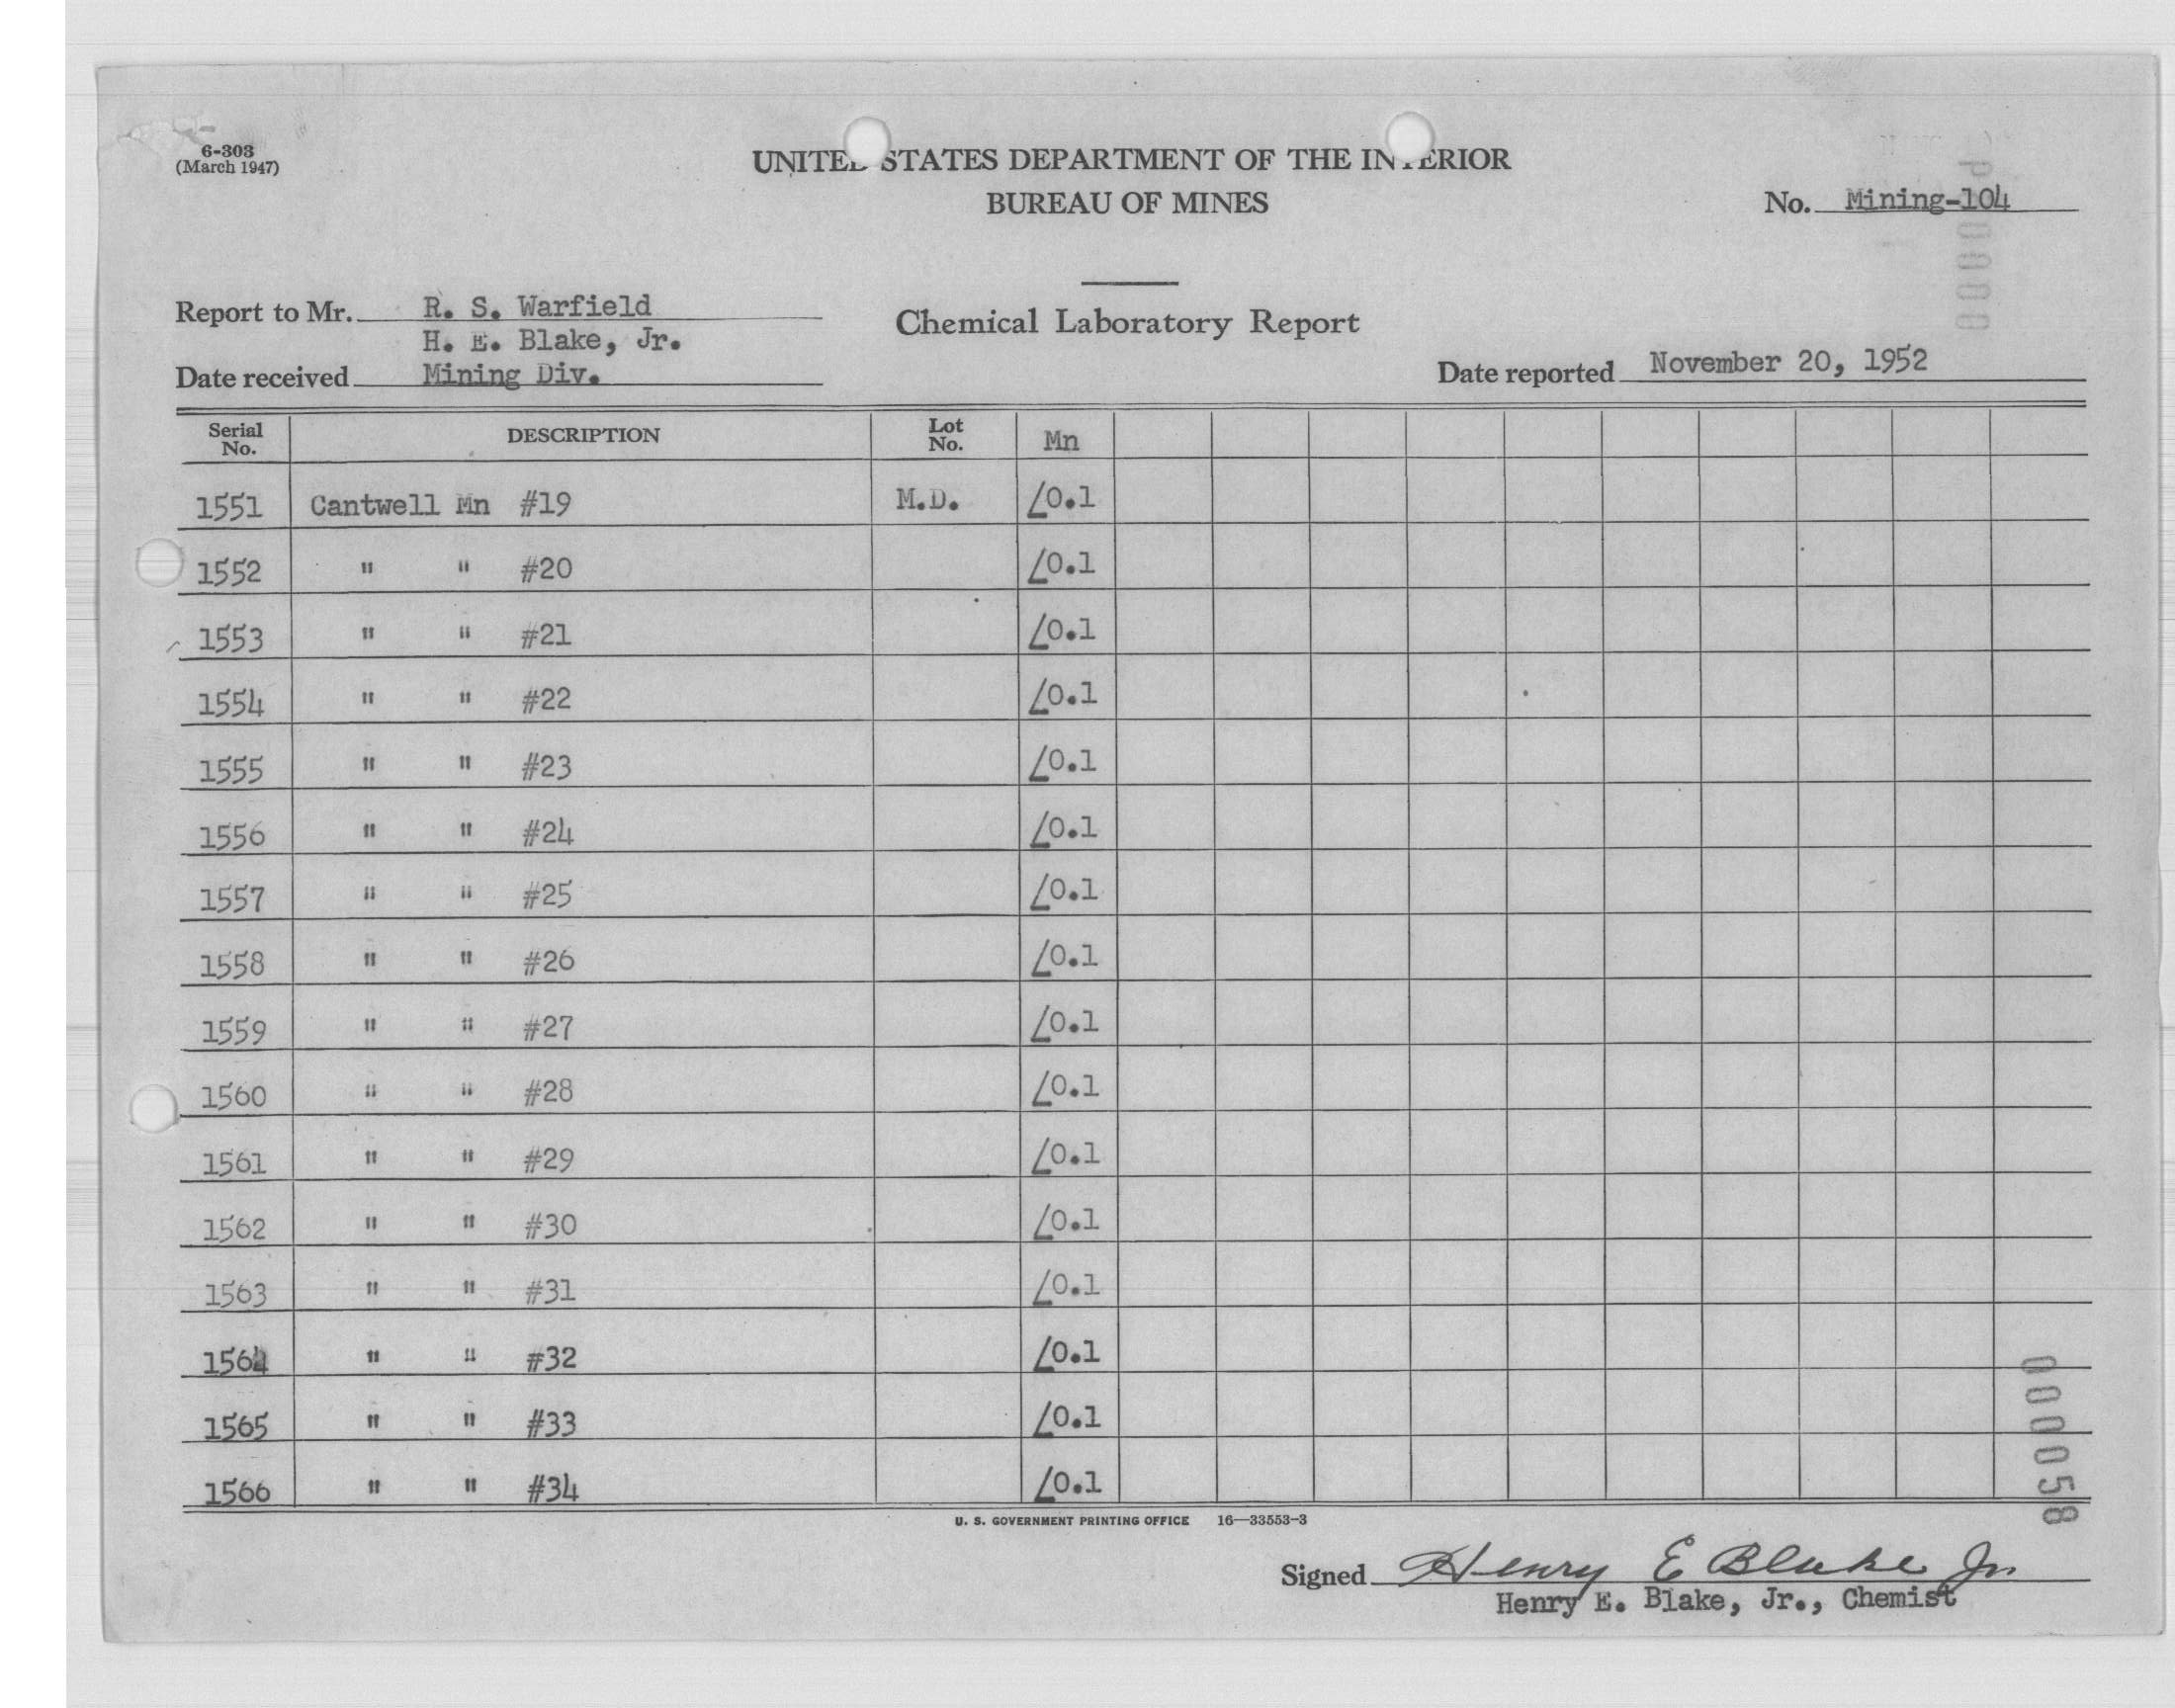 6-303
(March 1947)
UNITED STATES DEPARTMENT OF THE INTERIOR
BUREAU OF MINES
No. Mining-104
Report to Mr. R. S. Warfield
H. E. Blake, Jr.
Chemical Laboratory Report
Date received Mining Div.
Date reported November 20, 1952
Serial No. DESCRIPTION Lot No. Mn
1551 Cantwell Mn #19 M.D. <0.1
1552 " " #20 <0.1
1553 " " #21 <0.1
1554 " " #22 <0.1
1555 " " #23 <0.1
1556 " " #24 <0.1
1557 " " #25 <0.1
1558 " " #26 <0.1
1559 " " #27 <0.1
1560 " " #28 <0.1
1561 " " #29 <0.1
1562 " " #30 <0.1
1563 " " #31 <0.1
1564 " " #32 <0.1
1565 " " #33 <0.1
1566 " " #34 <0.1
000058
U. S. GOVERNMENT PRINTING OFFICE 16—33553-3
Signed Henry E Blake Jr
Henry E. Blake, Jr., Chemist